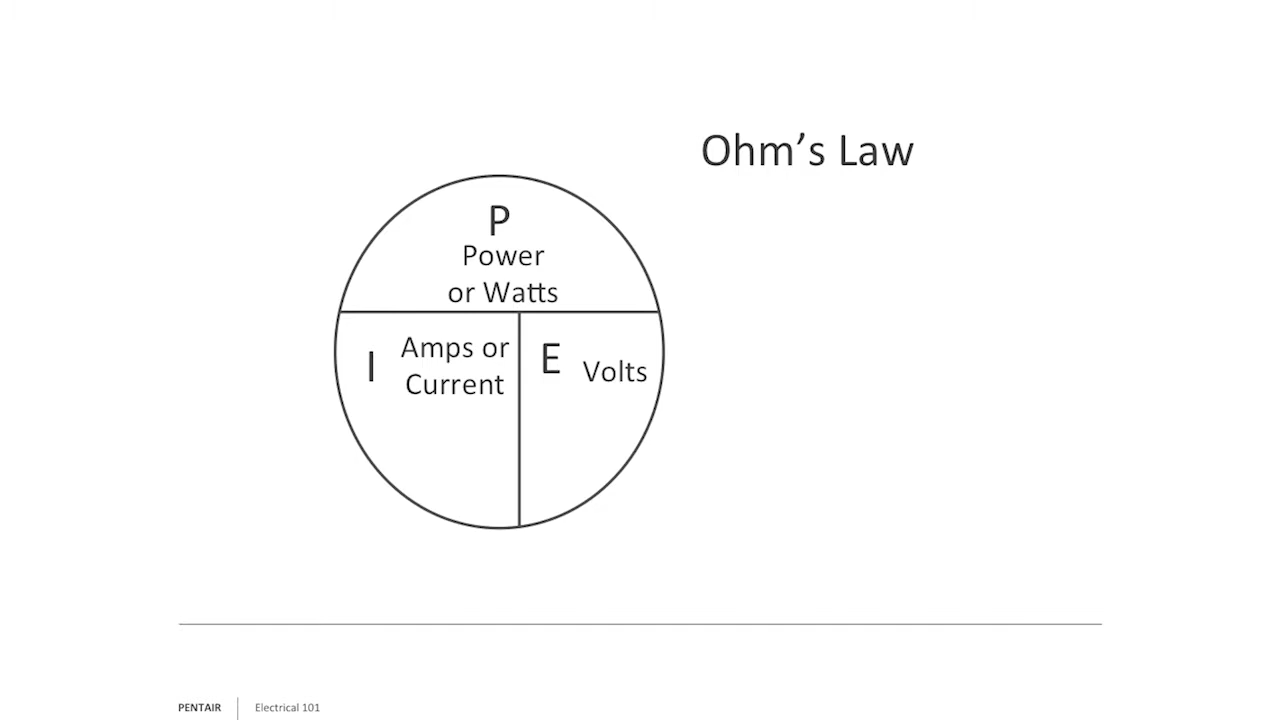 Ohm’s Law
P
Power
or Watts
I
Amps or
Current
E
Volts
PENTAIR
Electrical 101